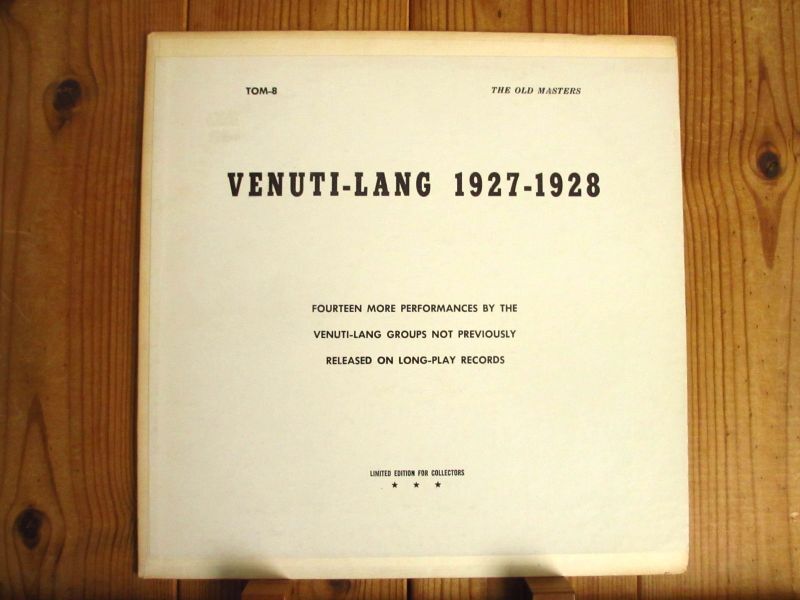 TOM-8 THE OLD MASTERS
VENUTI-LANG 1927-1928
FOURTEEN MORE PERFORMANCES BY THE
VENUTI-LANG GROUPS NOT PREVIOUSLY
RELEASED ON LONG-PLAY RECORDS
LIMITED EDITION FOR COLLECTORS
★ ★ ★